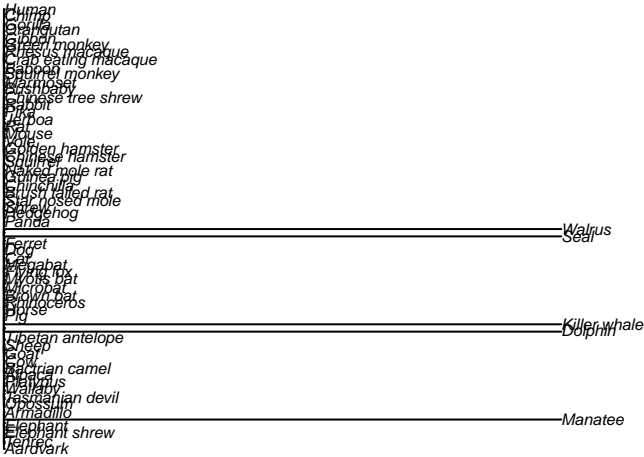 Human
Chimp
Gorilla
Orangutan
Gibbon
Green monkey
Rhesus macaque
Crab eating macaque
Baboon
Squirrel monkey
Marmoset
Bushbaby
Chinese tree shrew
Rabbit
Pika
Jerboa
Rat
Mouse
Vole
Golden hamster
Chinese hamster
Squirrel
Naked mole rat
Guinea pig
Chinchilla
Brush tailed rat
Star nosed mole
Shrew
Hedgehog
Panda
Walrus
Seal
Ferret
Dog
Cat
Megabat
Flying fox
Myotis bat
Microbat
Brown bat
Rhinoceros
Horse
Pig
Killer whale
Dolphin
Tibetan antelope
Sheep
Goat
Cow
Bactrian camel
Alpaca
Platypus
Wallaby
Tasmanian devil
Opossum
Armadillo
Manatee
Elephant
Elephant shrew
Tenrec
Aardvark